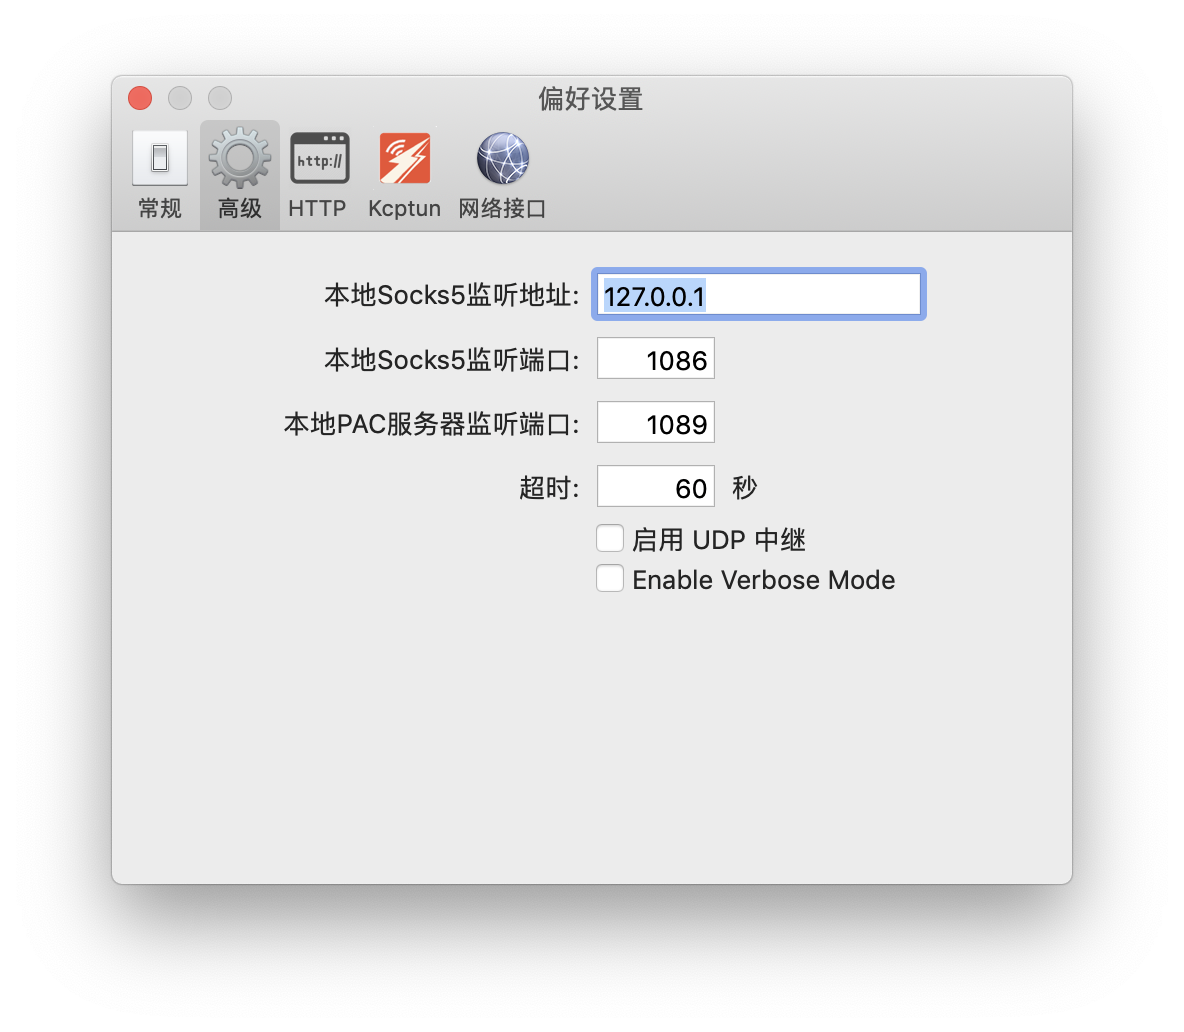 偏好设置
http://
常规 高级 HTTP Kcptun 网络接口
本地Socks5监听地址: 127.0.0.1
本地Socks5监听端口: 1086
本地PAC服务器监听端口: 1089
超时: 60 秒
启用 UDP 中继
Enable Verbose Mode